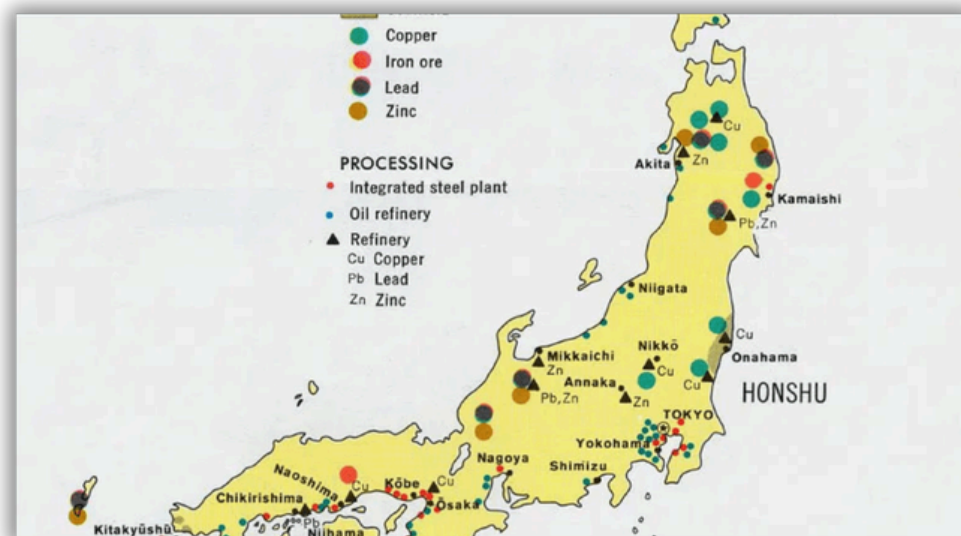 Copper
Iron ore
Lead
Zinc
PROCESSING
Integrated steel plant
Oil refinery
Refinery
Cu Copper
Pb Lead
Zn Zinc
Cu
Akita
Zn
Kamaishi
Pb,Zn
Niigata
Cu
Nikkō
Onahama
Mikkaichi
Zn
Cu
Annaka
Cu
Pb,Zn
Zn
HONSHU
TOKYO
Yokohama
Nagoya
Shimizu
Naoshima
Cu
Kōbe
Cu
Chikirishima
Ōsaka
Pb
Kitakyūshū
Niihama